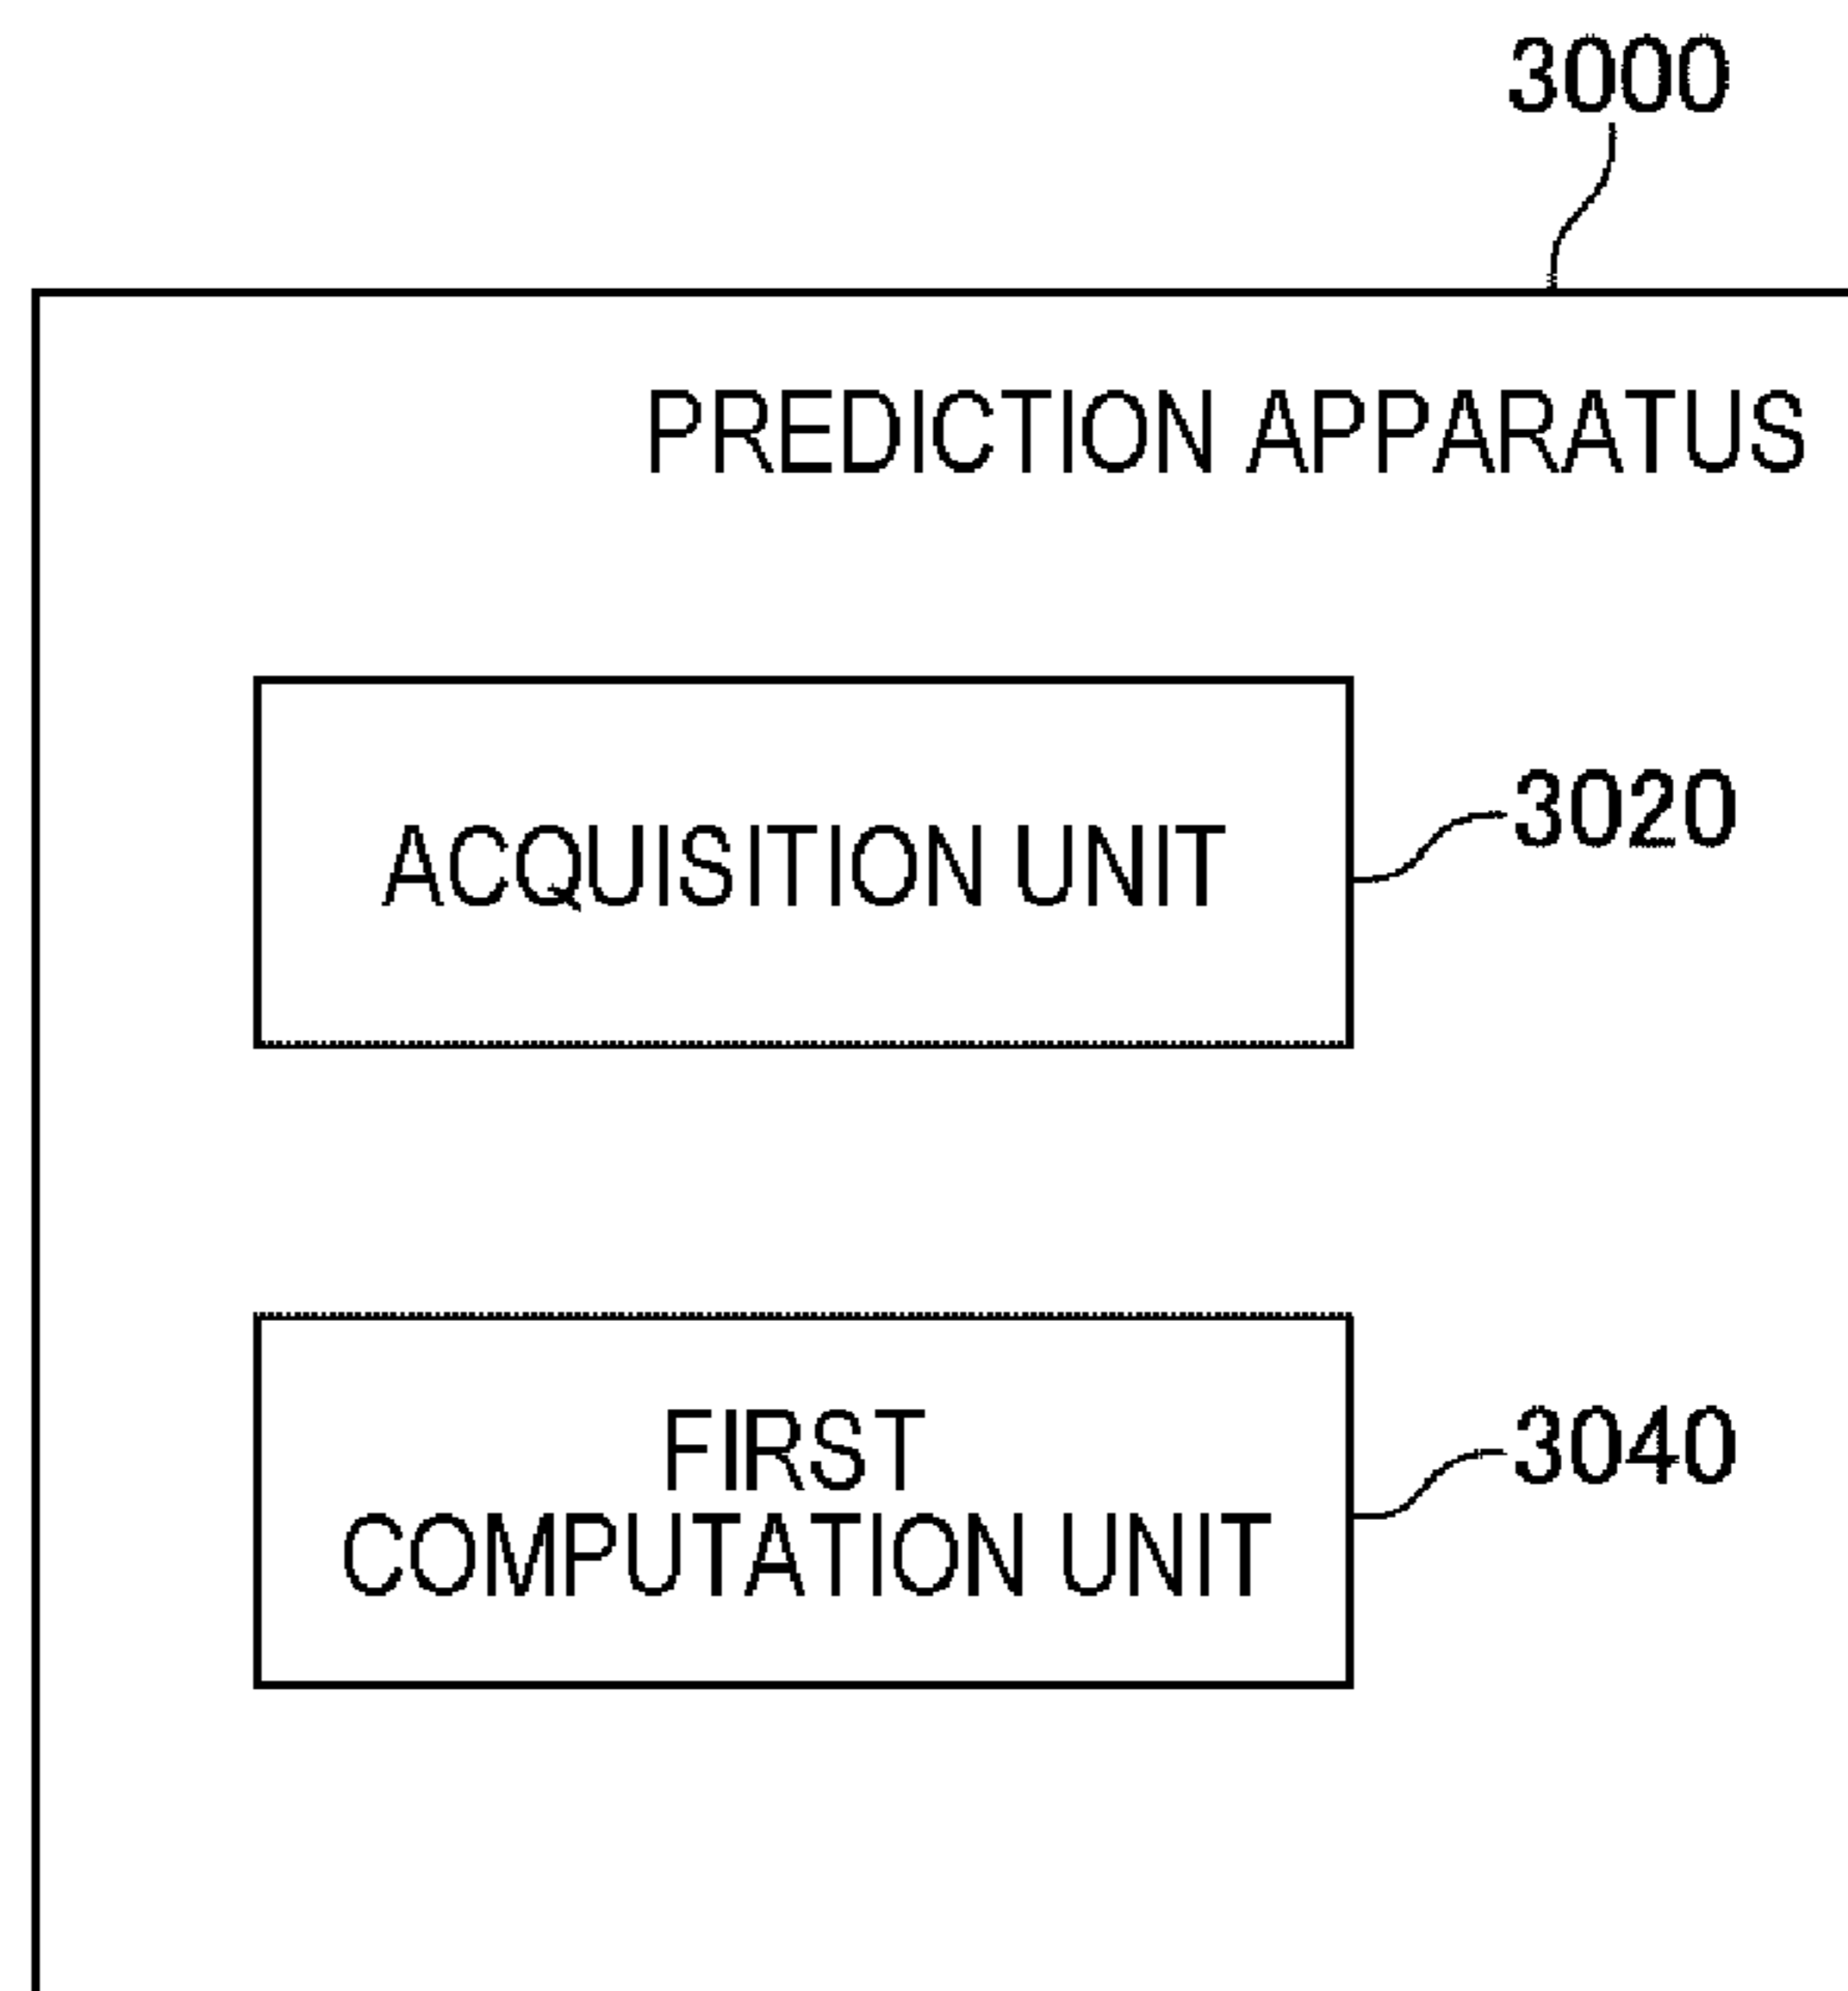 3000
PREDICTION APPARATUS
ACQUISITION UNIT
3020
FIRST
COMPUTATION UNIT
3040